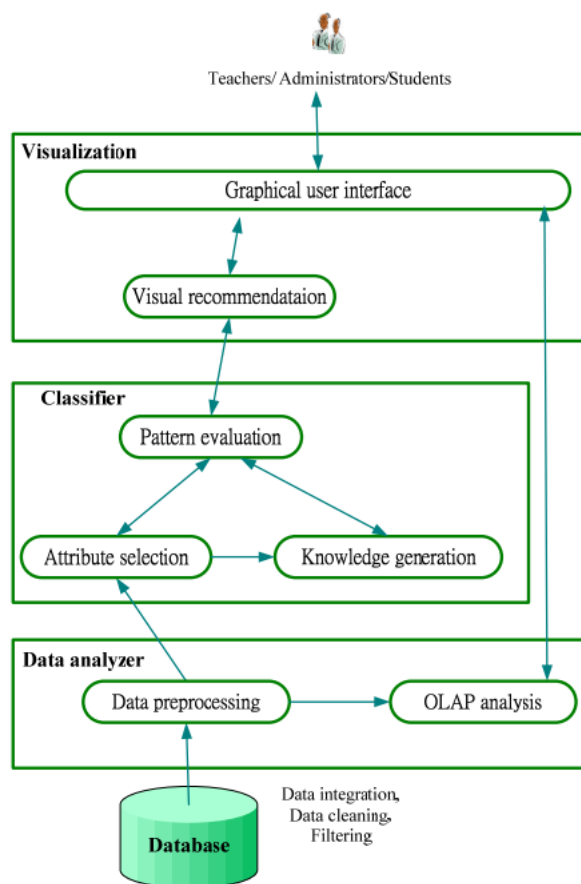 Teachers/ Administrators/Students
Visualization
Graphical user interface
Visual recommendataion
Classifier
Pattern evaluation
Attribute selection
Knowledge generation
Data analyzer
Data preprocessing
OLAP analysis
Data integration,
Data cleaning,
Filtering
Database